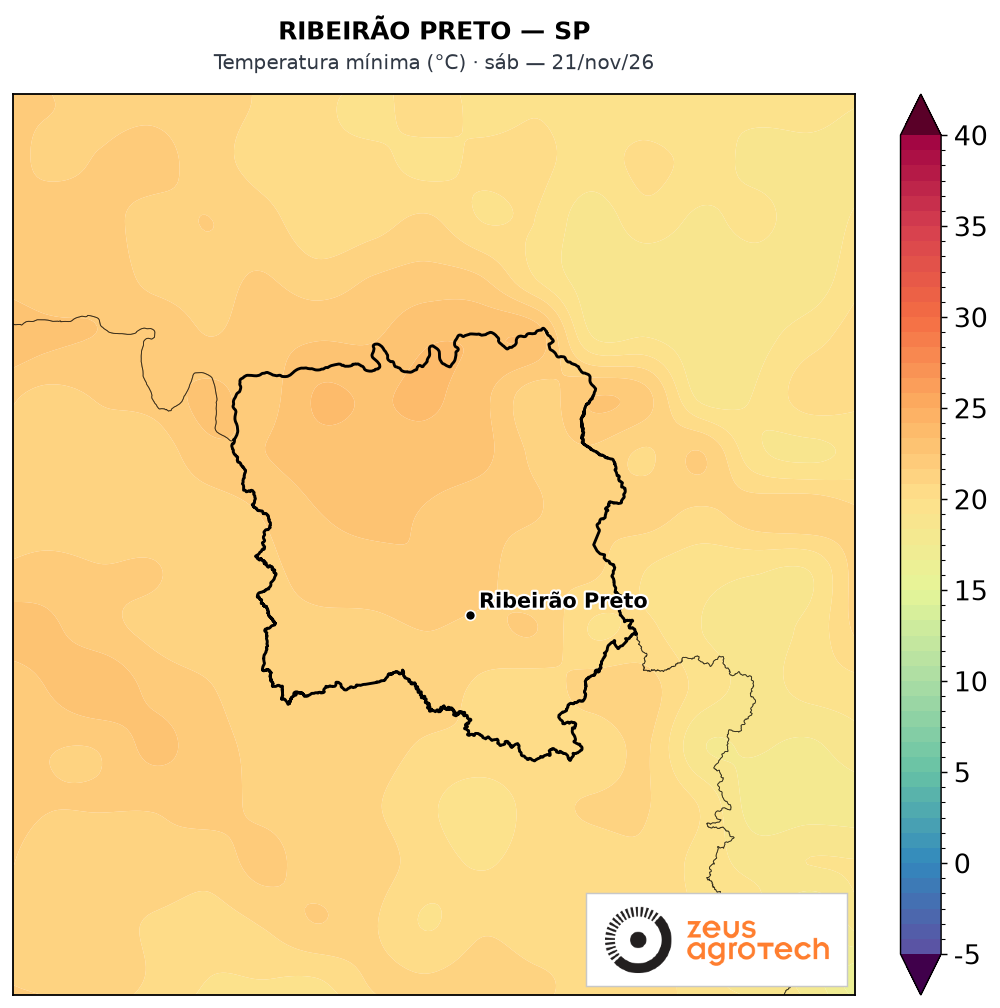 RIBEIRÃO PRETO — SP
Temperatura mínima (°C) · sáb — 21/nov/26
40
35
30
25
20
15
10
5
0
-5
Ribeirão Preto
zeus
agrotech